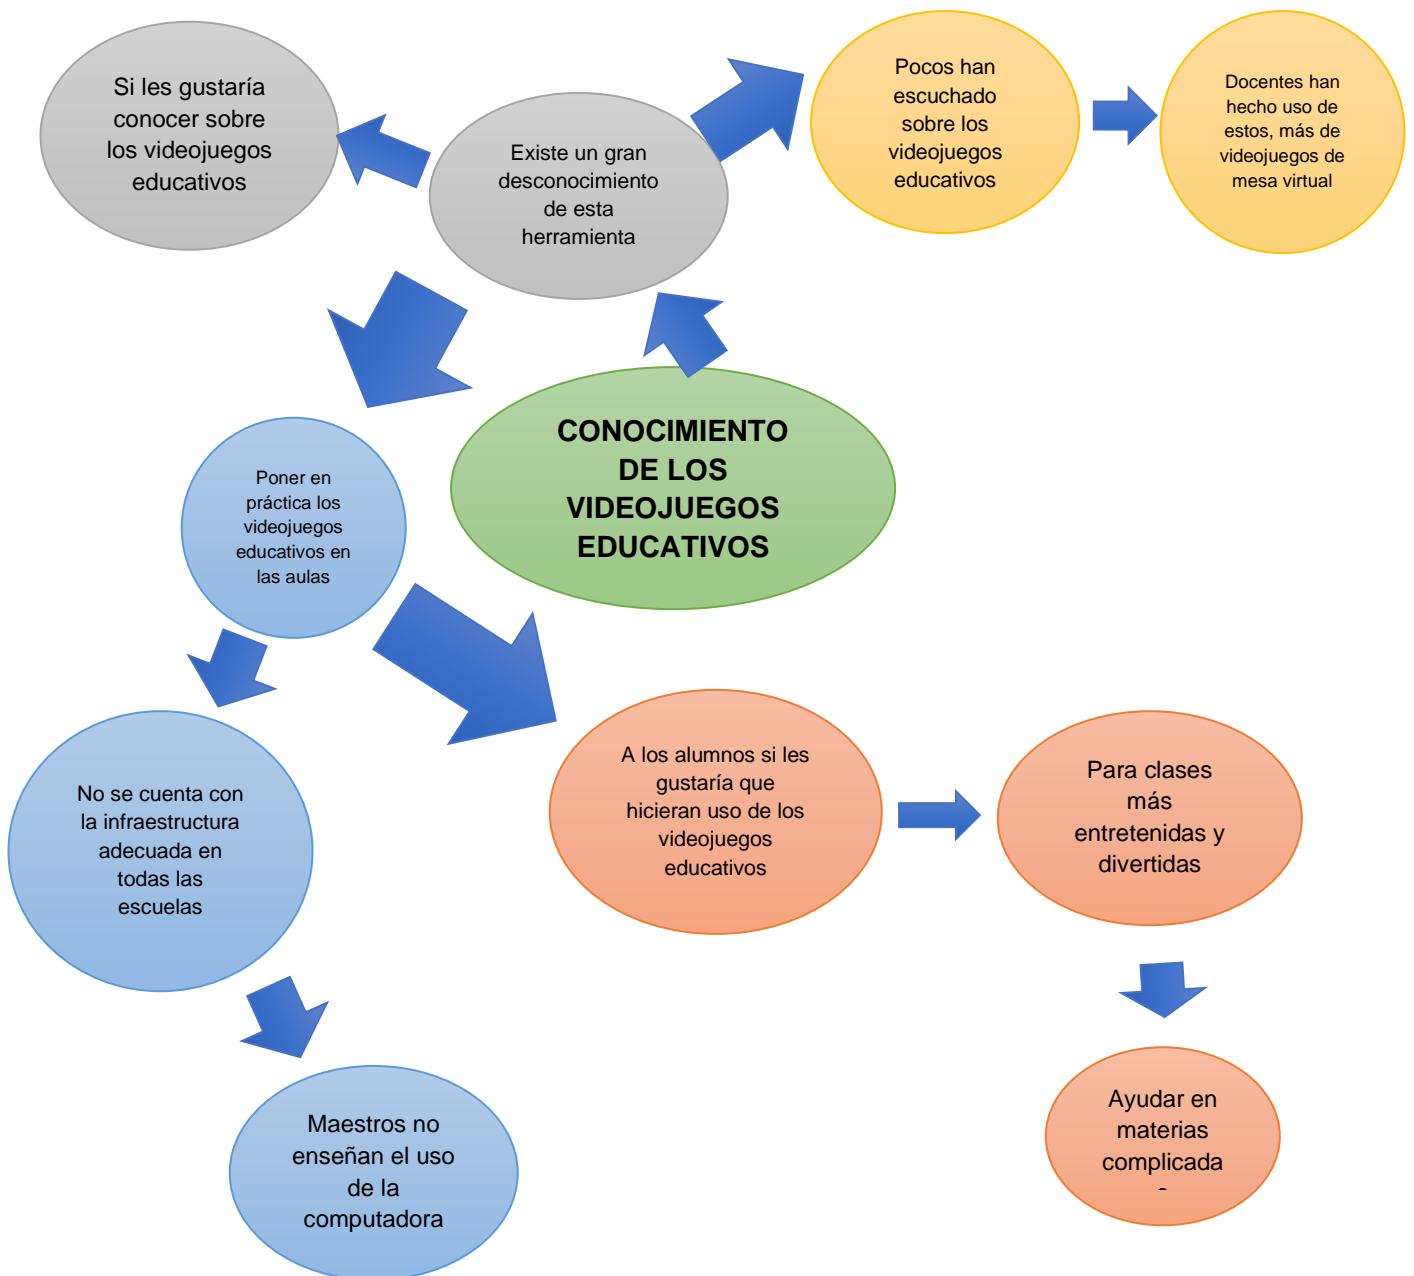 Si les gustaría
conocer sobre
los videojuegos
educativos
Existe un gran
desconocimiento
de esta
herramienta
Pocos han
escuchado
sobre los
videojuegos
educativos
Docentes han
hecho uso de
estos, más de
videojuegos de
mesa virtual
CONOCIMIENTO
DE LOS
VIDEOJUEGOS
EDUCATIVOS
Poner en
práctica los
videojuegos
educativos en
las aulas
No se cuenta con
la infraestructura
adecuada en
todas las
escuelas
Maestros no
enseñan el uso
de la
computadora
A los alumnos si les
gustaría que
hicieran uso de los
videojuegos
educativos
Para clases
más
entretenidas y
divertidas
Ayudar en
materias
complicada